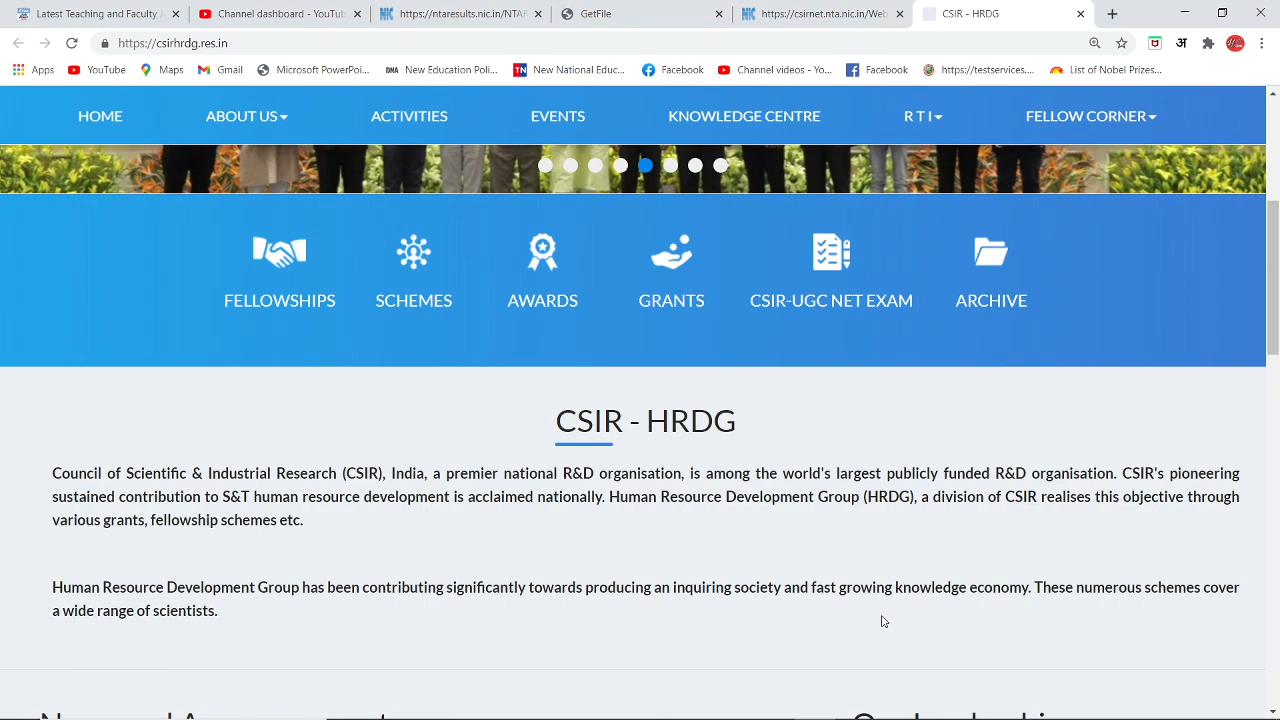 Latest Teaching and Faculty
Channel dashboard - YouTub
https://ntaresults.nic.in/NTAF
GetFile
https://csirnet.nta.nic.in/Web
CSIR - HRDG
https://csirhrdg.res.in
अ
Apps
YouTube
Maps
Gmail
Microsoft PowerPoi...
DNA
New Education Poli...
TN
New National Educ...
Facebook
Channel videos - Yo...
Facebook
https://testservices....
List of Nobel Prizes...
HOME
ABOUT US
ACTIVITIES
EVENTS
KNOWLEDGE CENTRE
R T I
FELLOW CORNER
FELLOWSHIPS
SCHEMES
AWARDS
GRANTS
CSIR-UGC NET EXAM
ARCHIVE
CSIR - HRDG
Council of Scientific & Industrial Research (CSIR), India, a premier national R&D organisation, is among the world's largest publicly funded R&D organisation. CSIR's pioneering
sustained contribution to S&T human resource development is acclaimed nationally. Human Resource Development Group (HRDG), a division of CSIR realises this objective through
various grants, fellowship schemes etc.
Human Resource Development Group has been contributing significantly towards producing an inquiring society and fast growing knowledge economy. These numerous schemes cover
a wide range of scientists.